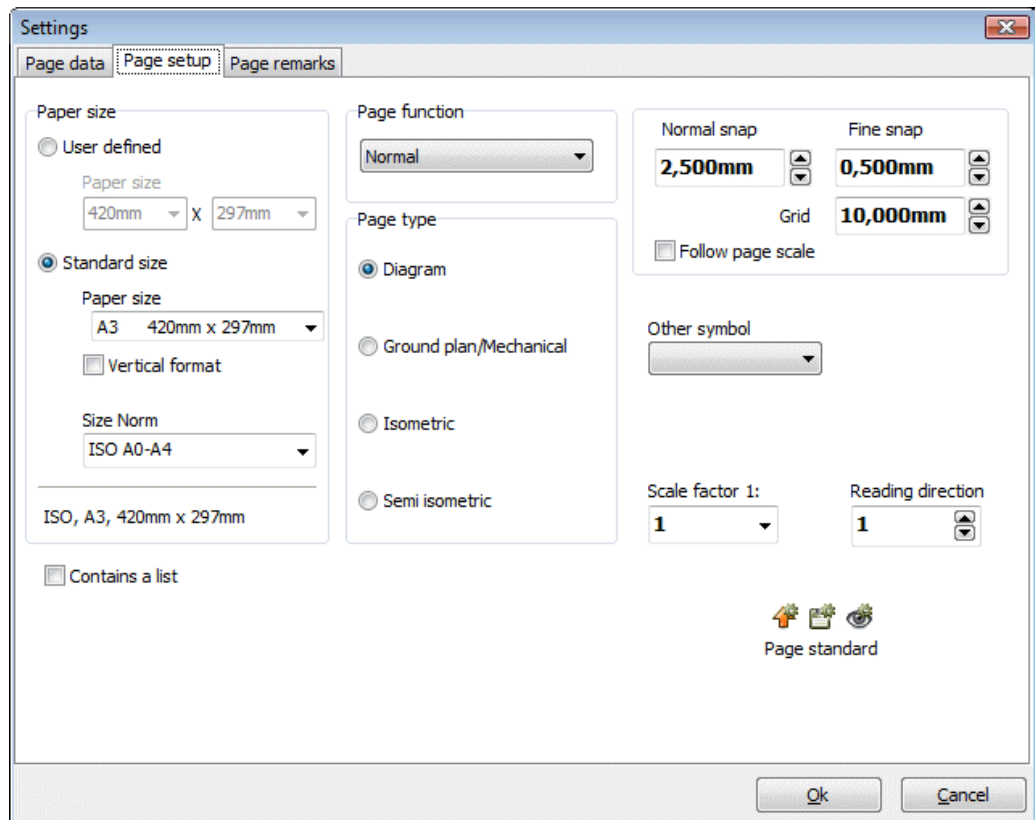 Settings
Page data
Page setup
Page remarks
Paper size
User defined
Paper size
420mm X 297mm
Standard size
Paper size
A3 420mm x 297mm
Vertical format
Size Norm
ISO A0-A4
ISO, A3, 420mm x 297mm
Contains a list
Page function
Normal
Page type
Diagram
Ground plan/Mechanical
Isometric
Semi isometric
Normal snap
Fine snap
2,500mm
0,500mm
Grid
10,000mm
Follow page scale
Other symbol
Scale factor 1:
Reading direction
1
1
Page standard
Ok
Cancel